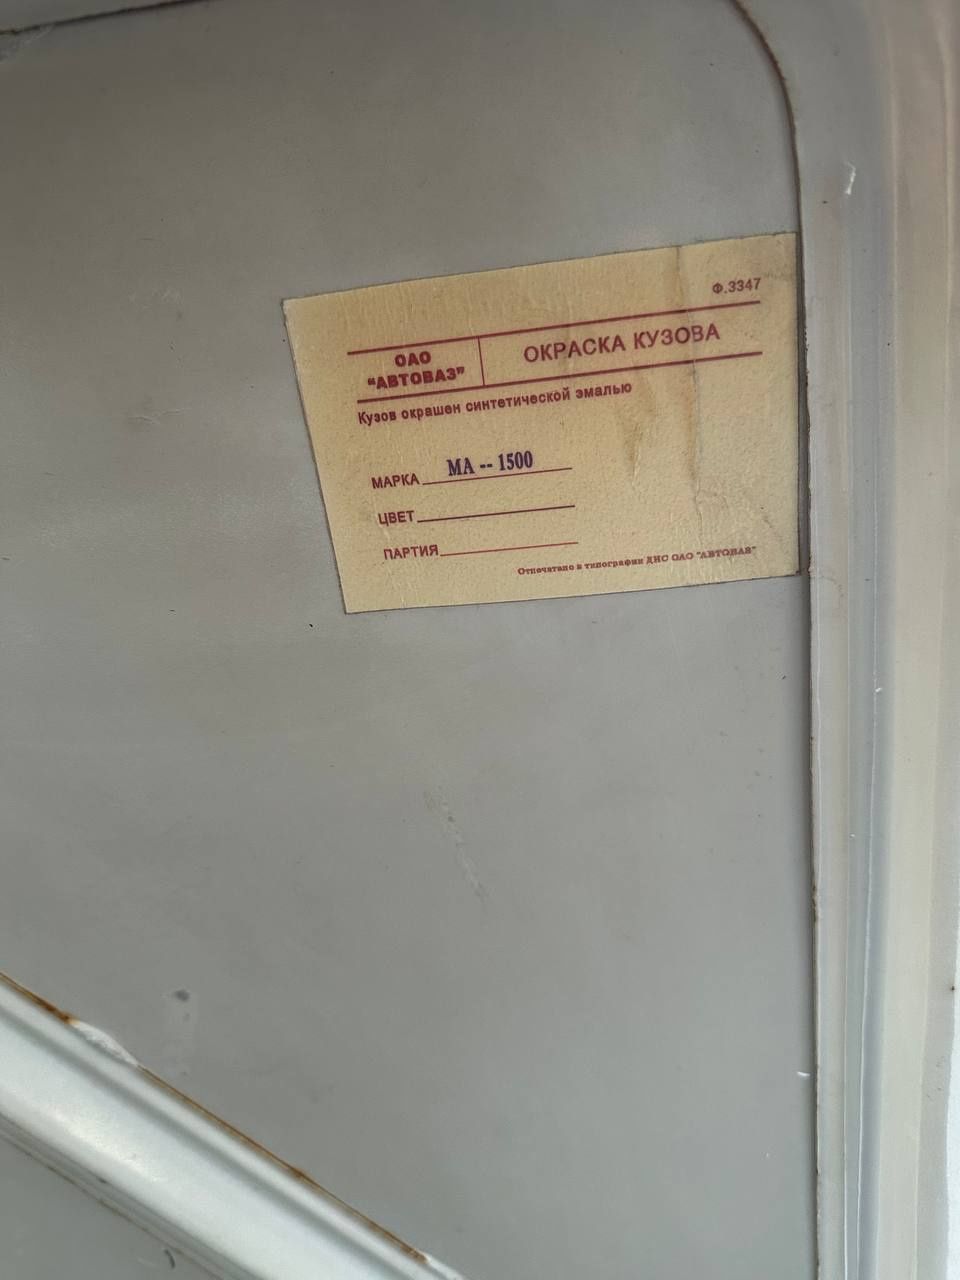 Ф.3347
ОАО "АВТОВАЗ"
ОКРАСКА КУЗОВА
Кузов окрашен синтетической эмалью
МАРКА МА -- 1500
ЦВЕТ
ПАРТИЯ
Отпечатано в типографии ДИС ОАО "АВТОВАЗ"